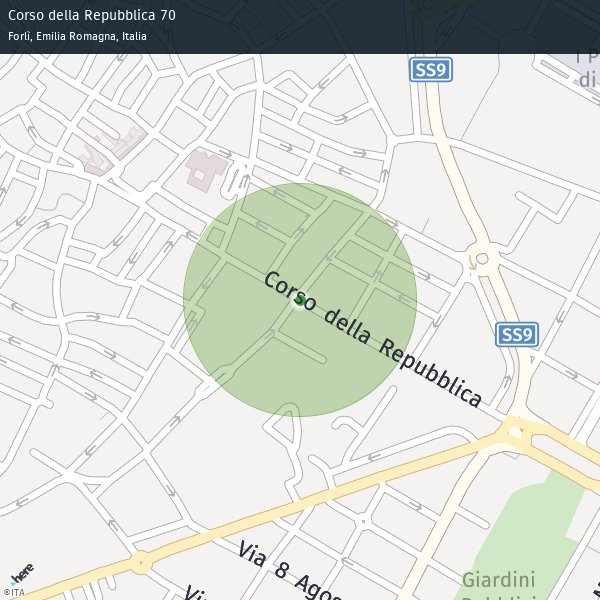 Corso della Repubblica 70
Forlì, Emilia Romagna, Italia
SS9
I P
di
Corso della Repubblica
SS9
Via 8 Agos
Giardini
here
©ITA